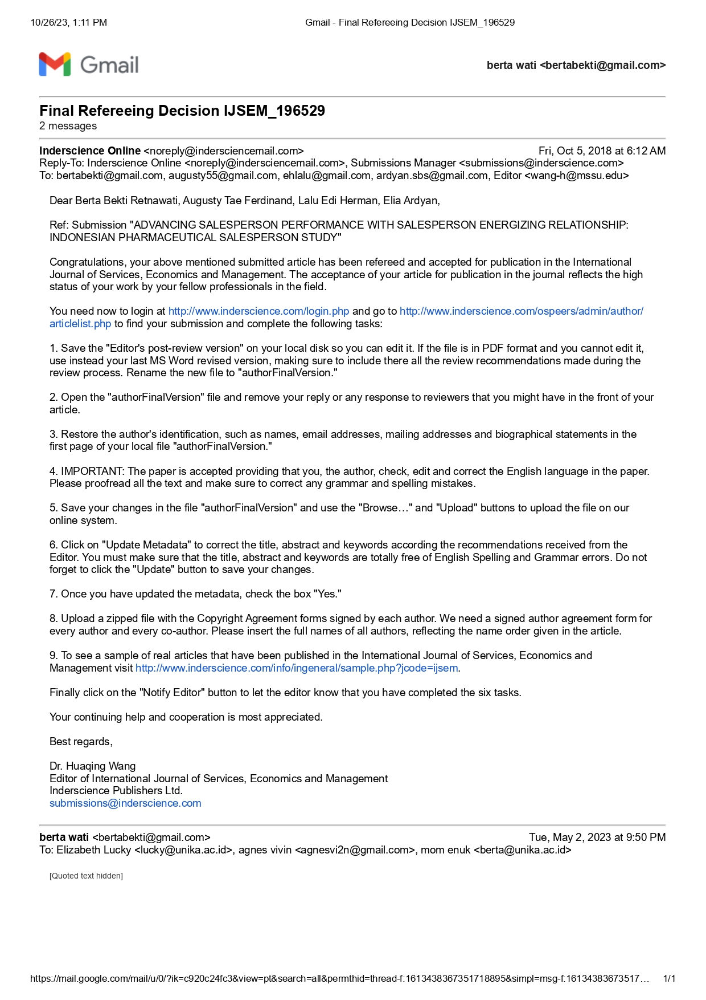 10/26/23, 1:11 PM
Gmail - Final Refereeing Decision IJSEM_196529
Gmail
berta wati <bertabekti@gmail.com>
Final Refereeing Decision IJSEM_196529
2 messages
Inderscience Online <noreply@indersciencemail.com>
Fri, Oct 5, 2018 at 6:12 AM
Reply-To: Inderscience Online <noreply@indersciencemail.com>, Submissions Manager <submissions@inderscience.com>
To: bertabekti@gmail.com, augusty55@gmail.com, ehlalu@gmail.com, ardyan.sbs@gmail.com, Editor <wang-h@mssu.edu>
Dear Berta Bekti Retnawati, Augusty Tae Ferdinand, Lalu Edi Herman, Elia Ardyan,
Ref: Submission "ADVANCING SALESPERSON PERFORMANCE WITH SALESPERSON ENERGIZING RELATIONSHIP:
INDONESIAN PHARMACEUTICAL SALESPERSON STUDY"
Congratulations, your above mentioned submitted article has been refereed and accepted for publication in the International
Journal of Services, Economics and Management. The acceptance of your article for publication in the journal reflects the high
status of your work by your fellow professionals in the field.
You need now to login at http://www.inderscience.com/login.php and go to http://www.inderscience.com/ospeers/admin/author/
articlelist.php to find your submission and complete the following tasks:
1. Save the "Editor's post-review version" on your local disk so you can edit it. If the file is in PDF format and you cannot edit it,
use instead your last MS Word revised version, making sure to include there all the review recommendations made during the
review process. Rename the new file to "authorFinalVersion."
2. Open the "authorFinalVersion" file and remove your reply or any response to reviewers that you might have in the front of your
article.
3. Restore the author's identification, such as names, email addresses, mailing addresses and biographical statements in the
first page of your local file "authorFinalVersion."
4. IMPORTANT: The paper is accepted providing that you, the author, check, edit and correct the English language in the paper.
Please proofread all the text and make sure to correct any grammar and spelling mistakes.
5. Save your changes in the file "authorFinalVersion" and use the "Browse…" and "Upload" buttons to upload the file on our
online system.
6. Click on "Update Metadata" to correct the title, abstract and keywords according the recommendations received from the
Editor. You must make sure that the title, abstract and keywords are totally free of English Spelling and Grammar errors. Do not
forget to click the "Update" button to save your changes.
7. Once you have updated the metadata, check the box "Yes."
8. Upload a zipped file with the Copyright Agreement forms signed by each author. We need a signed author agreement form for
every author and every co-author. Please insert the full names of all authors, reflecting the name order given in the article.
9. To see a sample of real articles that have been published in the International Journal of Services, Economics and
Management visit http://www.inderscience.com/info/ingeneral/sample.php?jcode=ijsem.
Finally click on the "Notify Editor" button to let the editor know that you have completed the six tasks.
Your continuing help and cooperation is most appreciated.
Best regards,
Dr. Huaqing Wang
Editor of International Journal of Services, Economics and Management
Inderscience Publishers Ltd.
submissions@inderscience.com
berta wati <bertabekti@gmail.com>
Tue, May 2, 2023 at 9:50 PM
To: Elizabeth Lucky <lucky@unika.ac.id>, agnes vivin <agnesvi2n@gmail.com>, mom enuk <berta@unika.ac.id>
[Quoted text hidden]
https://mail.google.com/mail/u/0/?ik=c920c24fc3&view=pt&search=all&permthid=thread-f:1613438367351718895&simpl=msg-f:16134383673517…
1/1